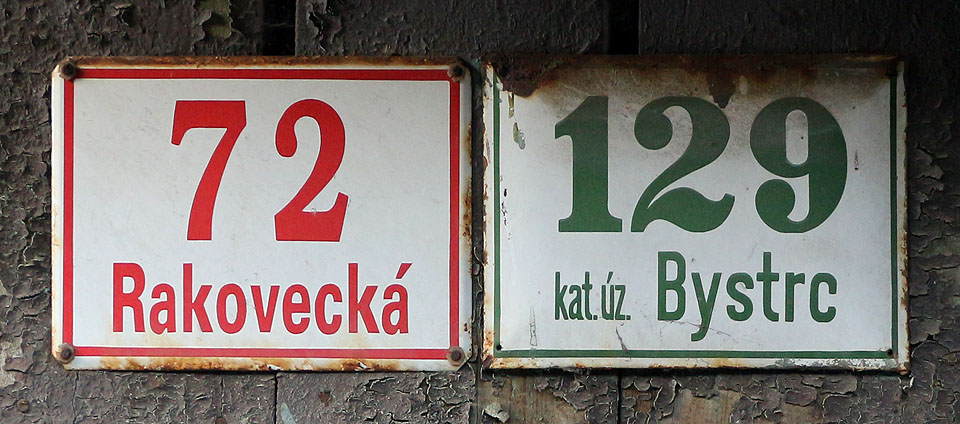 72
Rakovecká
129
kat.úz. Bystrc